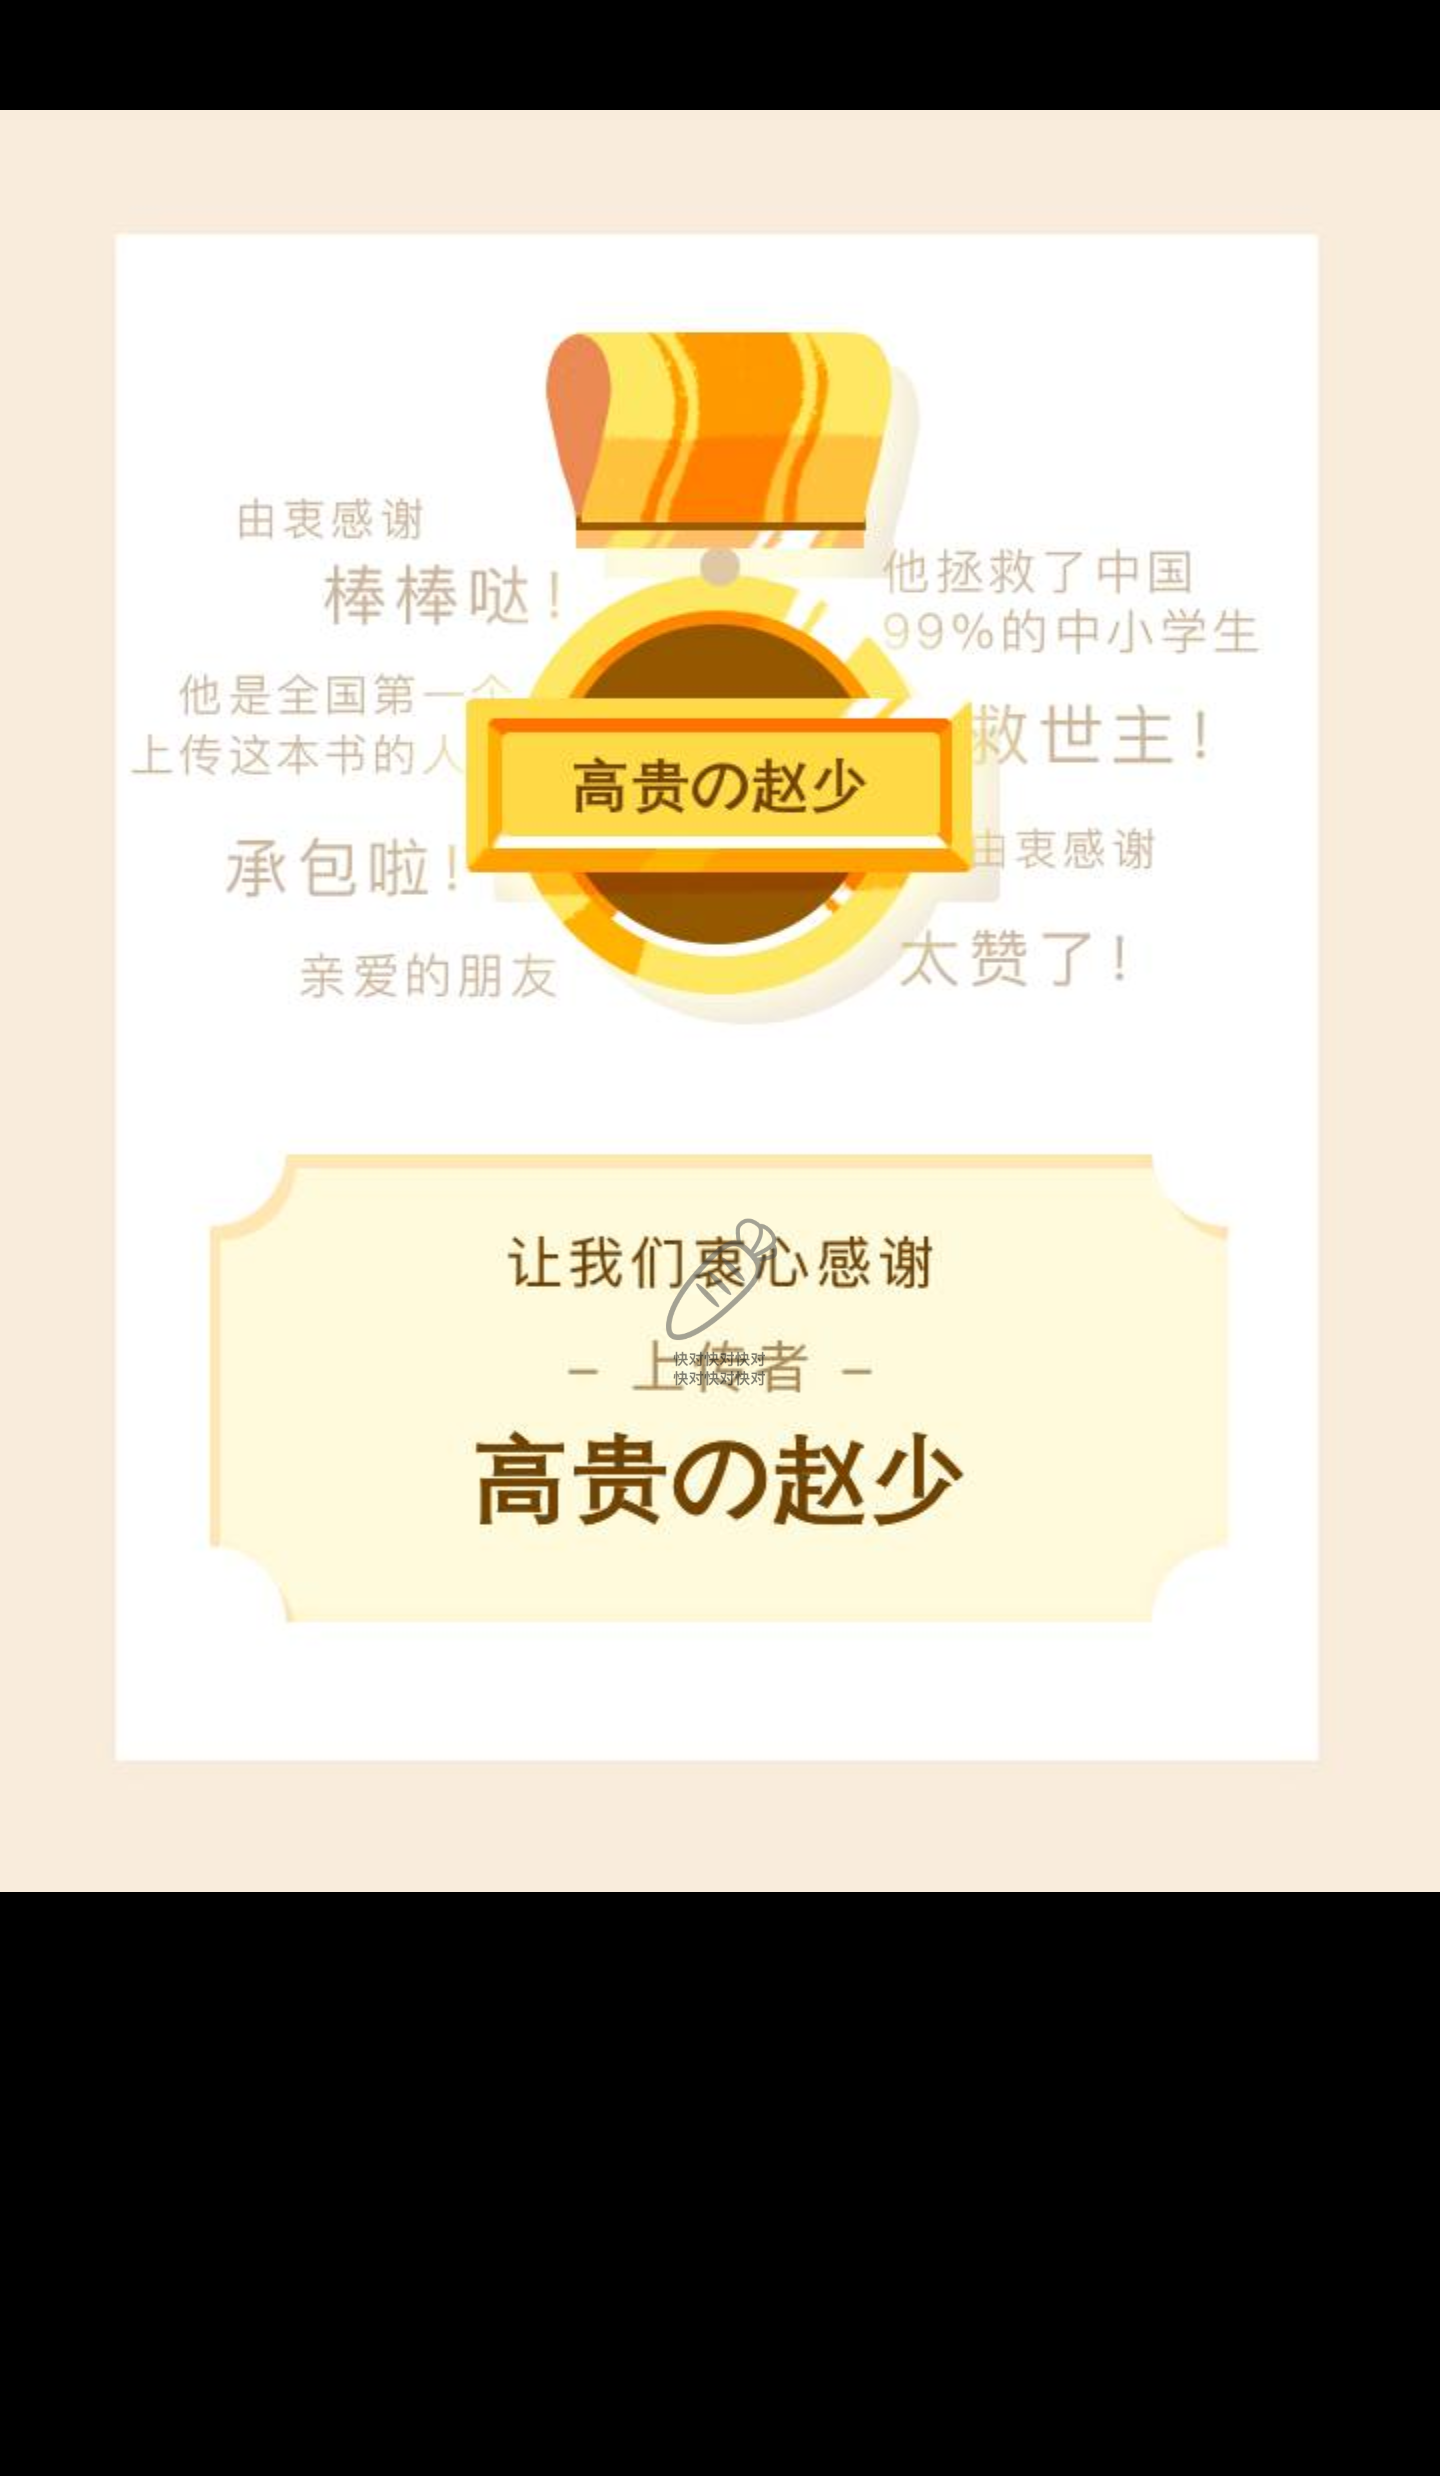 由衷感谢
棒棒哒!
他是全国第一个
上传这本书的人
承包啦!
亲爱的朋友
他拯救了中国
99%的中小学生
救世主!
由衷感谢
太赞了!
高贵の赵少
让我们衷心感谢
- 上传者 -
快对快对快对
快对快对快对
高贵の赵少